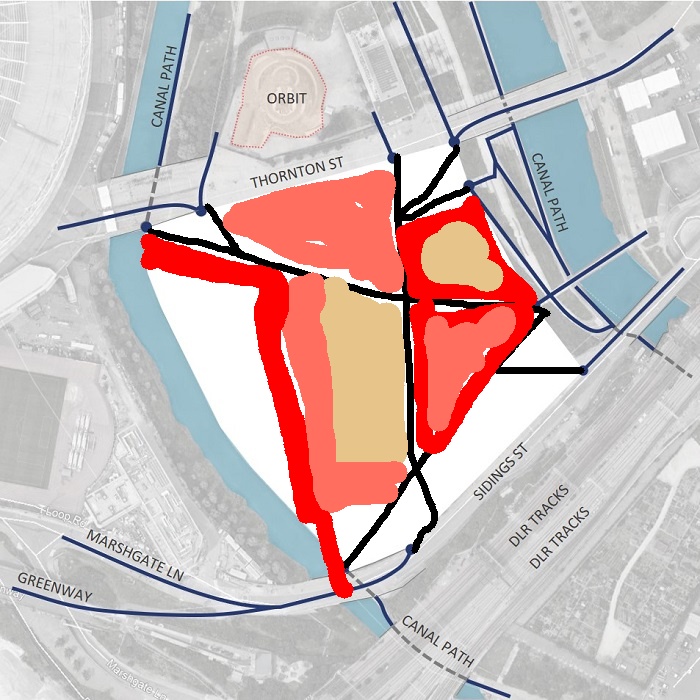 CANAL PATH
ORBIT
THORNTON ST
CANAL PATH
SIDINGS ST
DLR TRACKS
DLR TRACKS
MARSHGATE LN
GREENWAY
CANAL PATH